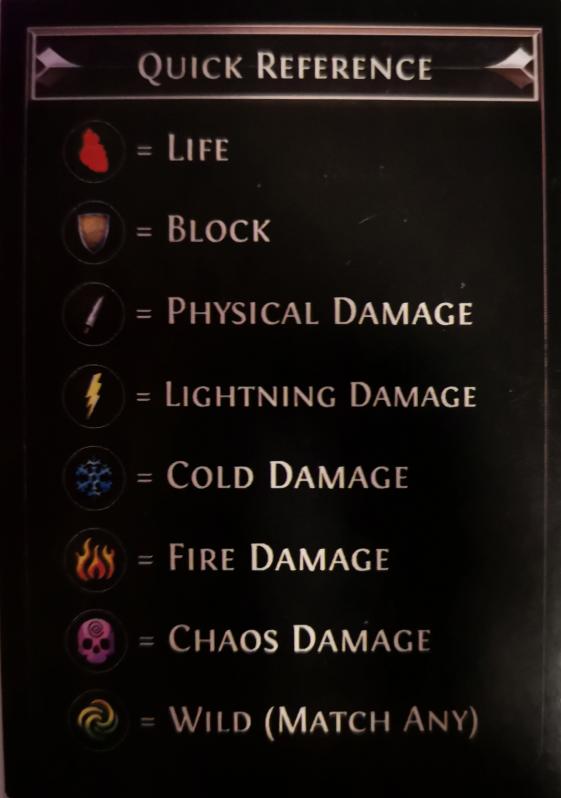 Quick Reference
= Life
= Block
= Physical Damage
= Lightning Damage
= Cold Damage
= Fire Damage
= Chaos Damage
= Wild (Match Any)